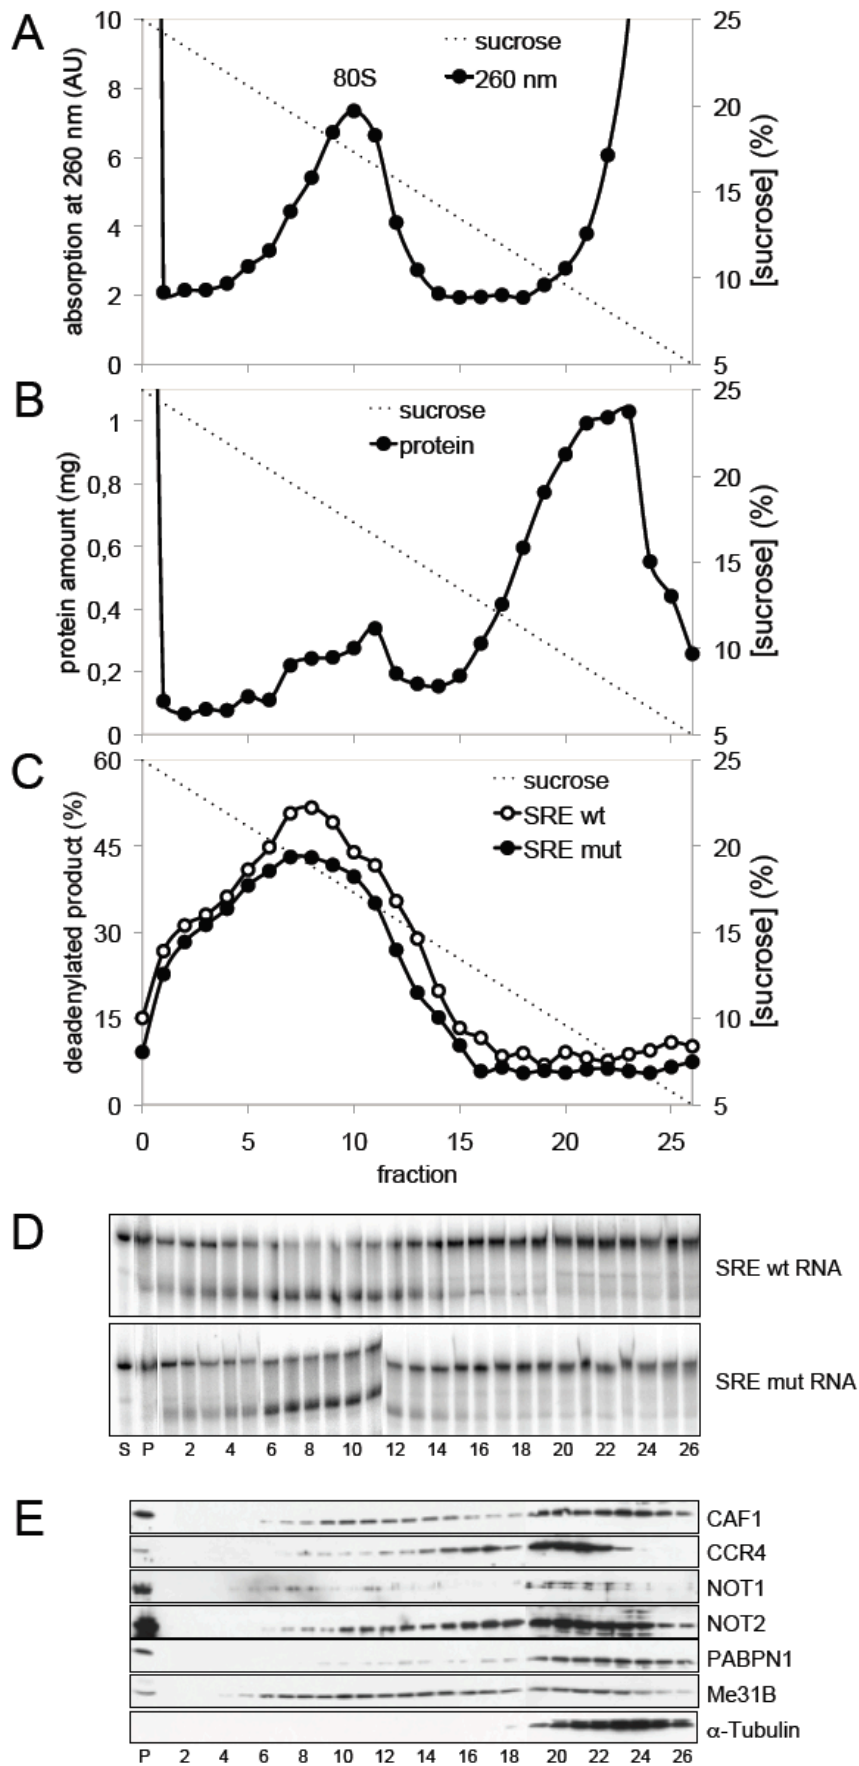 A
absorption at 260 nm (AU)
10
8
6
4
2
0
80S
sucrose
260 nm
25
20
15
10
5
[sucrose] (%)
B
protein amount (mg)
1
0,8
0,6
0,4
0,2
0
sucrose
protein
25
20
15
10
5
[sucrose] (%)
C
deadenylated product (%)
60
45
30
15
0
sucrose
SRE wt
SRE mut
25
20
15
10
5
[sucrose] (%)
0 5 10 15 20 25
fraction
D
SRE wt RNA
SRE mut RNA
S P 2 4 6 8 10 12 14 16 18 20 22 24 26
E
CAF1
CCR4
NOT1
NOT2
PABPN1
Me31B
α-Tubulin
P 2 4 6 8 10 12 14 16 18 20 22 24 26